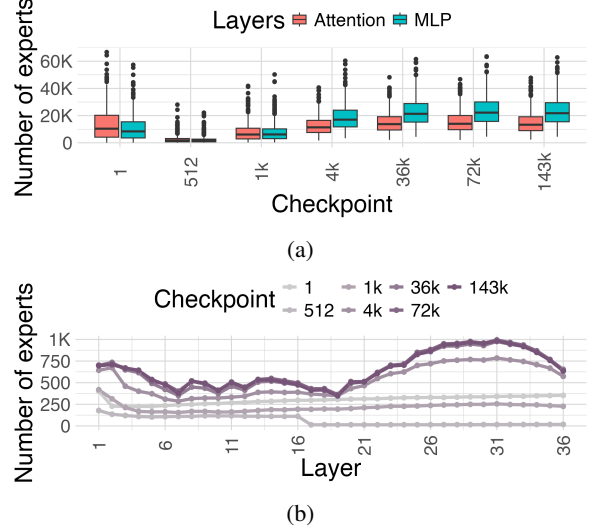 Layers Attention MLP
Number of experts
60K
40K
20K
0
1 512 1k 4k 36k 72k 143k
Checkpoint
(a)
Checkpoint 1 1k 36k 143k
512 4k 72k
Number of experts
1K
750
500
250
0
1 6 11 16 21 26 31 36
Layer
(b)